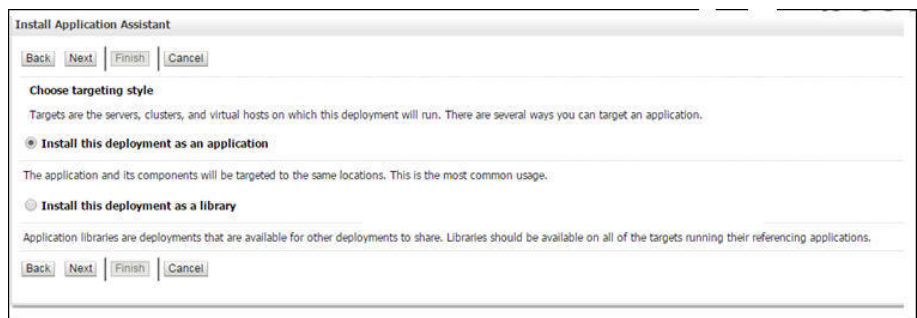 Install Application Assistant
Back Next Finish Cancel
Choose targeting style
Targets are the servers, clusters, and virtual hosts on which this deployment will run. There are several ways you can target an application.
Install this deployment as an application
The application and its components will be targeted to the same locations. This is the most common usage.
Install this deployment as a library
Application libraries are deployments that are available for other deployments to share. Libraries should be available on all of the targets running their referencing applications.
Back Next Finish Cancel